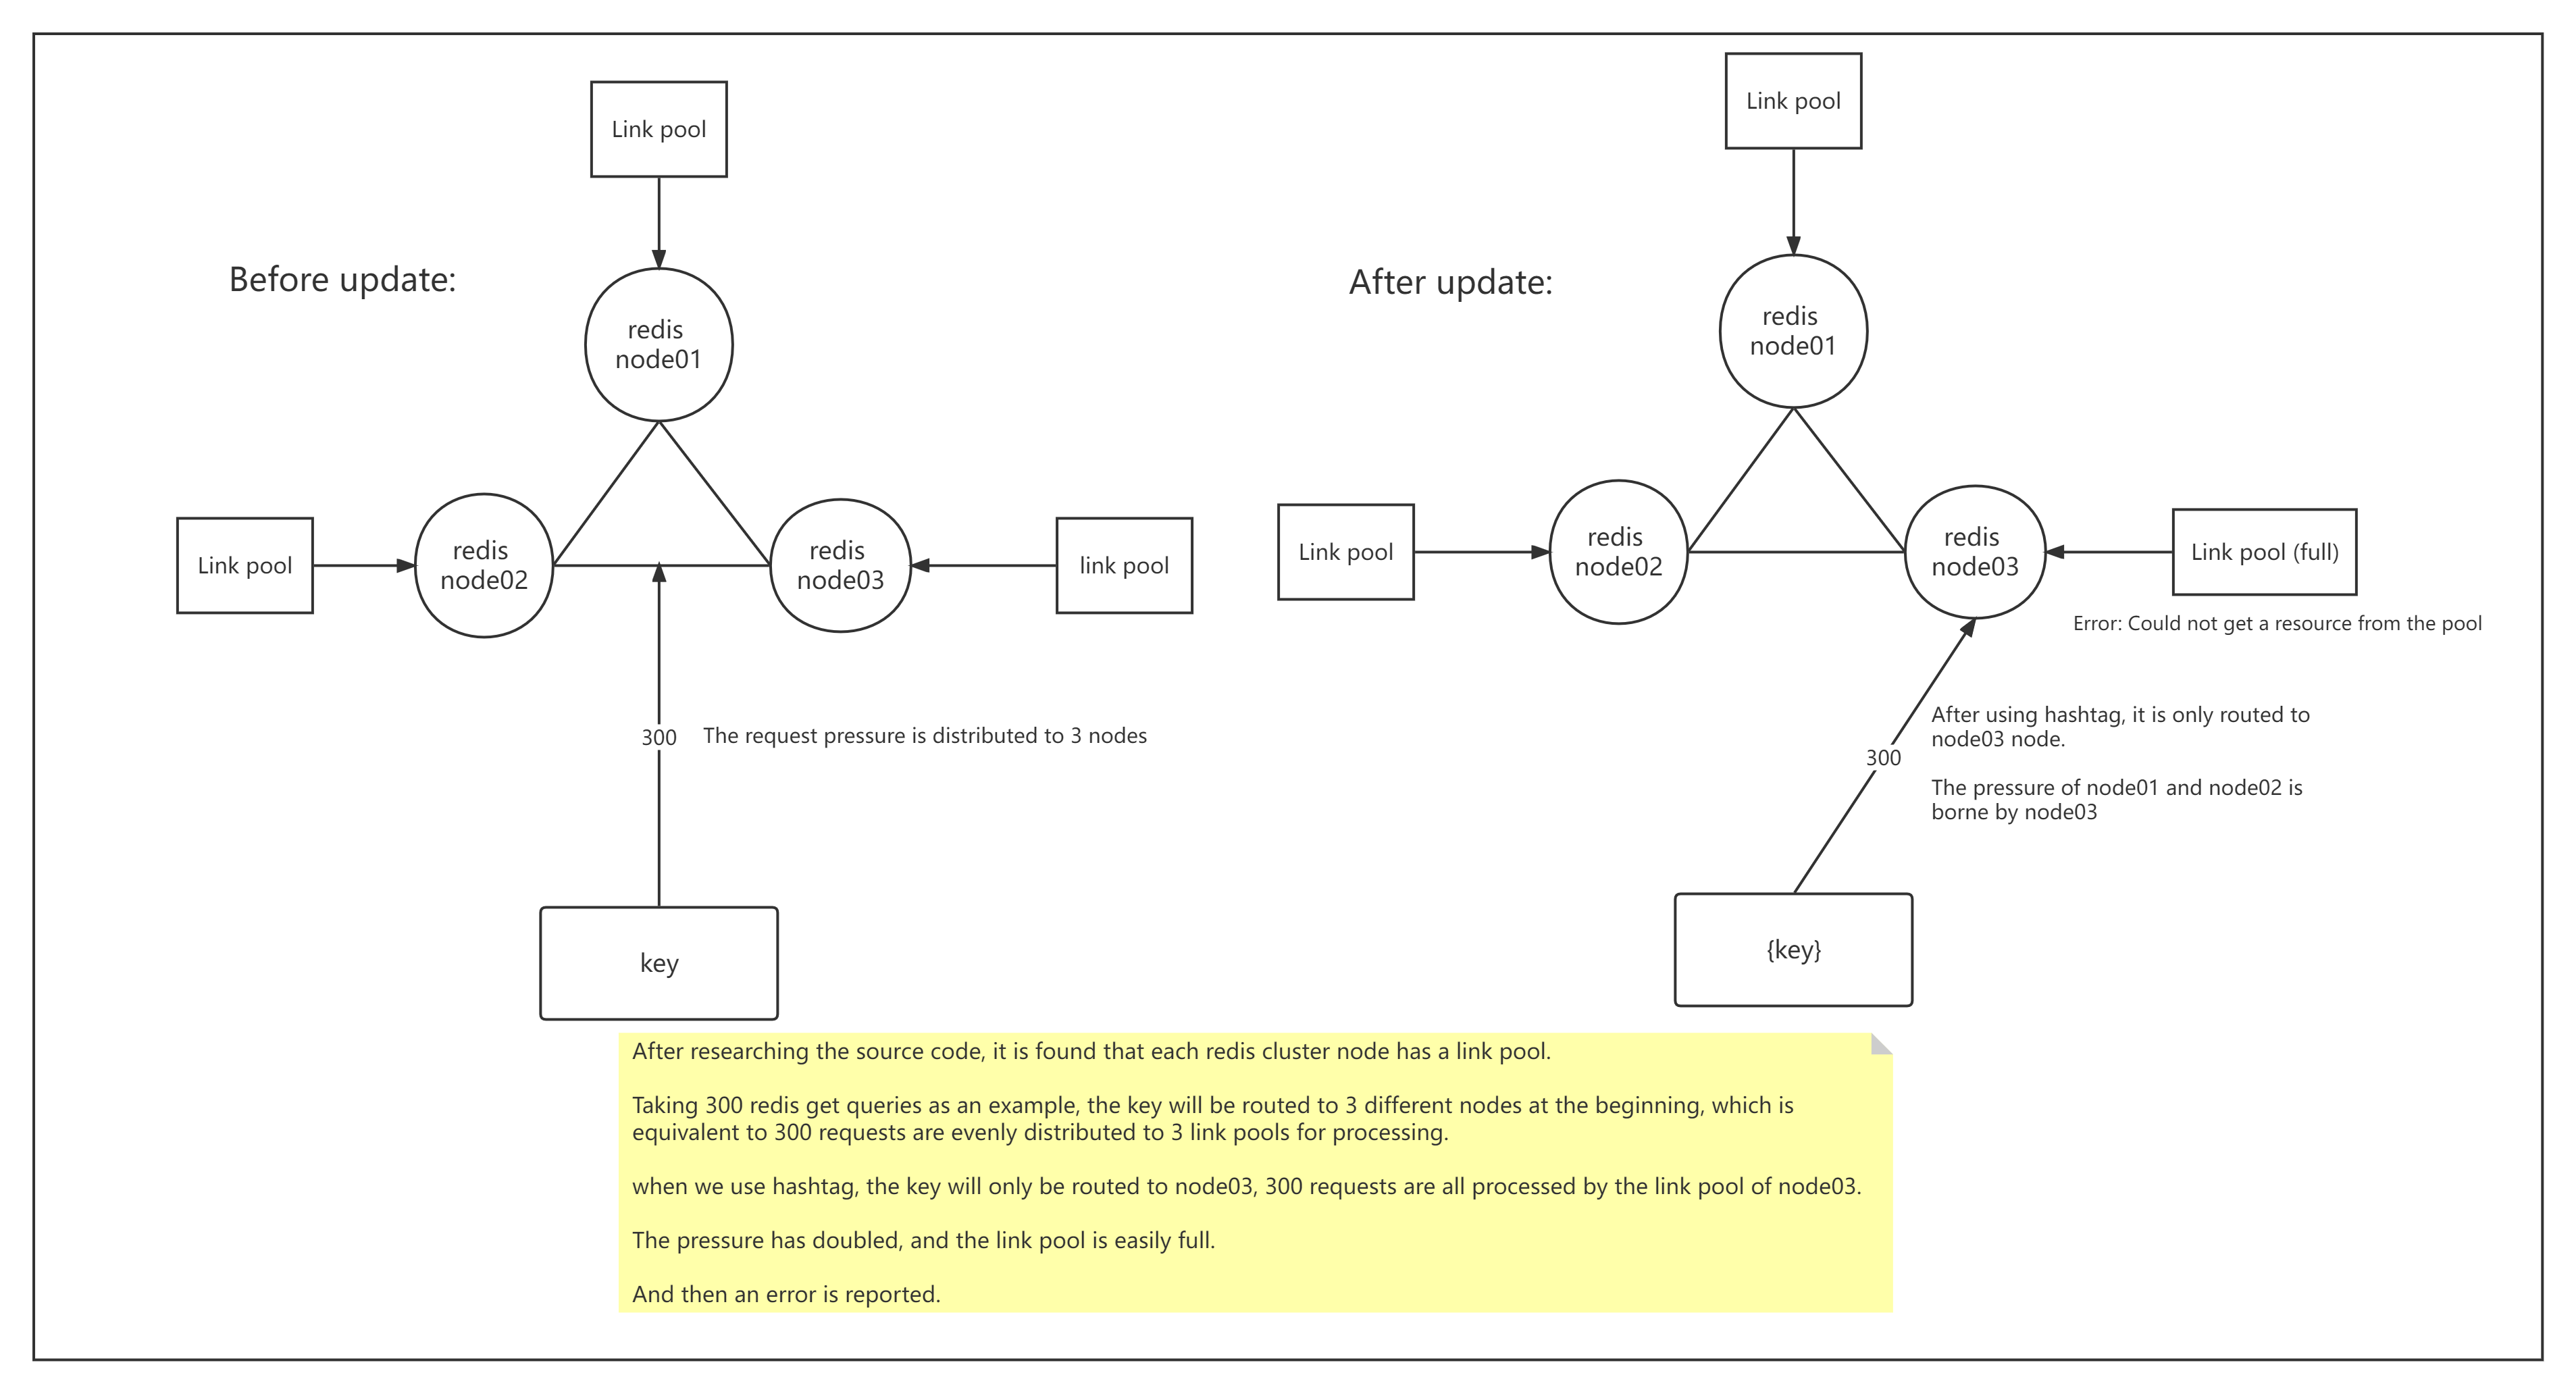 Before update:
Link pool
redis
node01
Link pool
redis
node02
redis
node03
link pool
300
The request pressure is distributed to 3 nodes
key
After update:
Link pool
redis
node01
Link pool
redis
node02
redis
node03
Link pool (full)
Error: Could not get a resource from the pool
300
After using hashtag, it is only routed to
node03 node.
The pressure of node01 and node02 is
borne by node03
{key}
After researching the source code, it is found that each redis cluster node has a link pool.
Taking 300 redis get queries as an example, the key will be routed to 3 different nodes at the beginning, which is
equivalent to 300 requests are evenly distributed to 3 link pools for processing.
when we use hashtag, the key will only be routed to node03, 300 requests are all processed by the link pool of node03.
The pressure has doubled, and the link pool is easily full.
And then an error is reported.